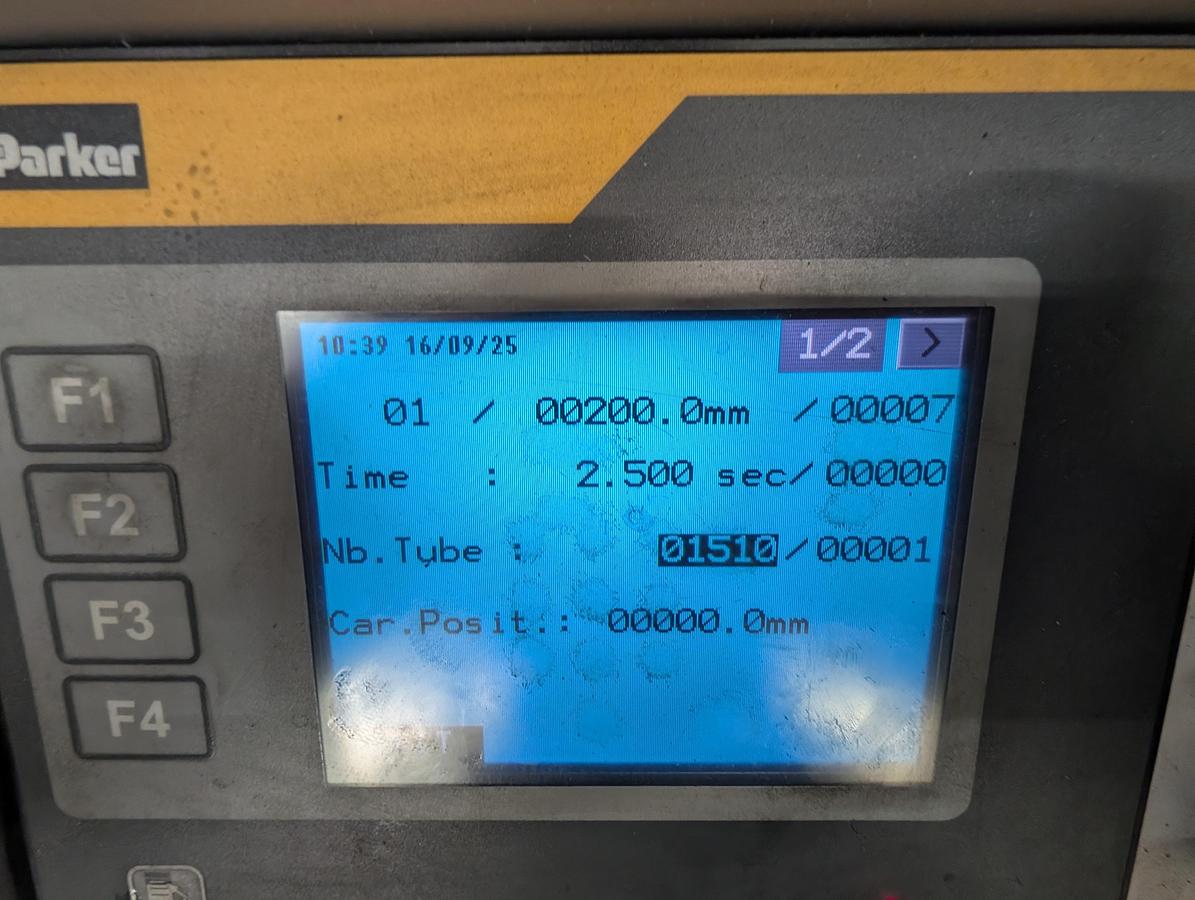 Parker
10:39 16/09/25 1/2 >
01 / 00200.0mm /00007
Time : 2.500 sec/00000
Nb.Tybe : 01510/00001
Car.Posit.: 00000.0mm
F1
F2
F3
F4